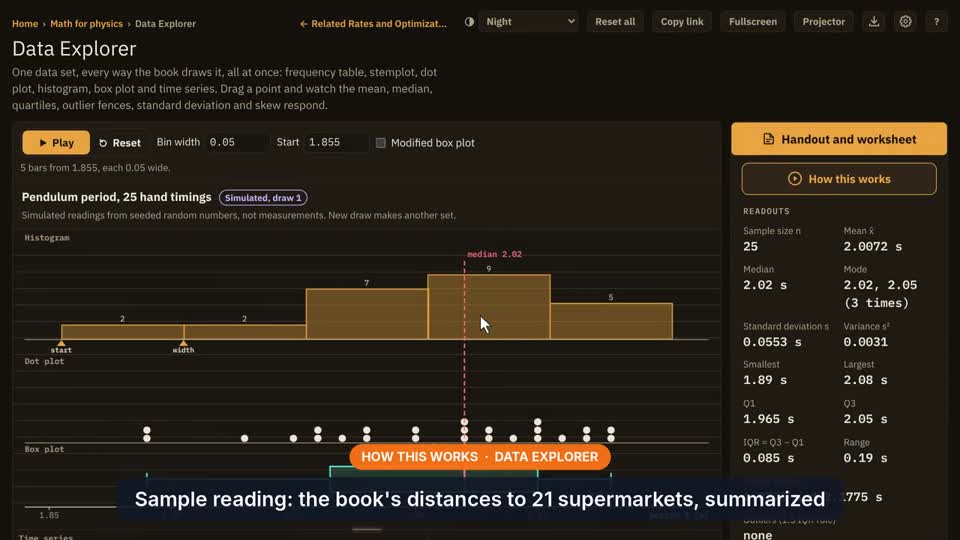 Home › Math for physics › Data Explorer
← Related Rates and Optimizat...
Night
Reset all
Copy link
Fullscreen
Projector
?
Data Explorer
One data set, every way the book draws it, all at once: frequency table, stemplot, dot
plot, histogram, box plot and time series. Drag a point and watch the mean, median,
quartiles, outlier fences, standard deviation and skew respond.
Play
Reset
Bin width 0.05
Start 1.855
Modified box plot
5 bars from 1.855, each 0.05 wide.
Pendulum period, 25 hand timings
Simulated, draw 1
Simulated readings from seeded random numbers, not measurements. New draw makes another set.
Histogram
median 2.02
2
2
7
9
5
start
width
Dot plot
Box plot
1.85
Time series
Handout and worksheet
How this works
READOUTS
Sample size n
Mean x̄
25
2.0072 s
Median
Mode
2.02 s
2.02, 2.05
(3 times)
Standard deviation s
Variance s²
0.0553 s
0.0031
Smallest
Largest
1.89 s
2.08 s
Q1
Q3
1.965 s
2.05 s
IQR = Q3 − Q1
Range
0.085 s
0.19 s
.1775 s
none
HOW THIS WORKS · DATA EXPLORER
Sample reading: the book's distances to 21 supermarkets, summarized